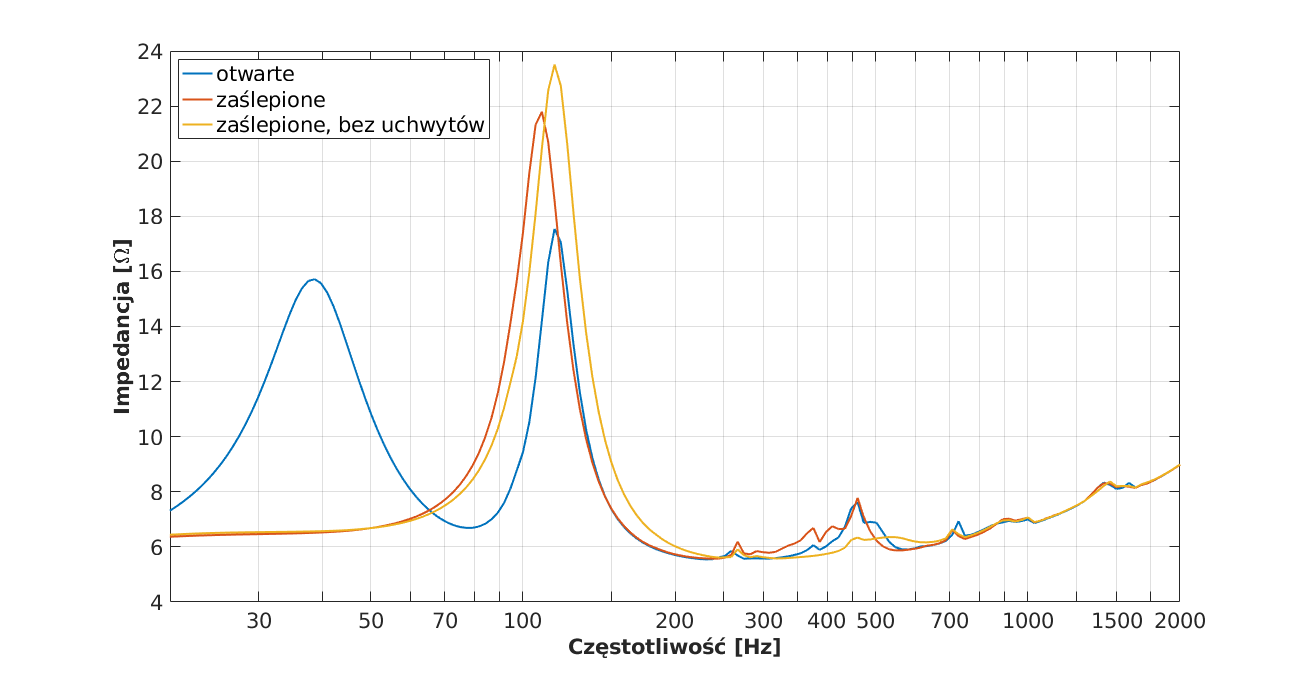 24
22
20
18
16
14
12
10
8
6
4
Impedancja [Ω]
otwarte
zaślepione
zaślepione, bez uchwytów
30 50 70 100 200 300 400 500 700 1000 1500 2000
Częstotliwość [Hz]